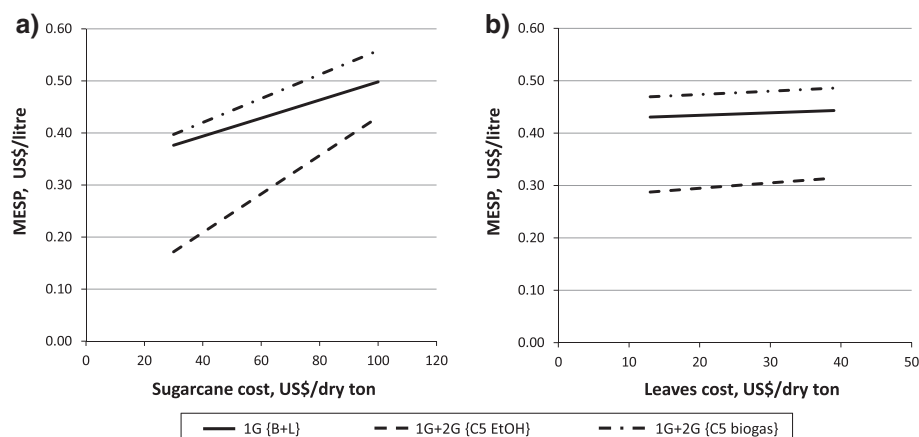 a)
MESP, US$/litre
0.60
0.50
0.40
0.30
0.20
0.10
0.00
0 20 40 60 80 100 120
Sugarcane cost, US$/dry ton
b)
MESP, US$/litre
0.60
0.50
0.40
0.30
0.20
0.10
0.00
0 10 20 30 40 50
Leaves cost, US$/dry ton
1G {B+L} 1G+2G {C5 EtOH} 1G+2G {C5 biogas}